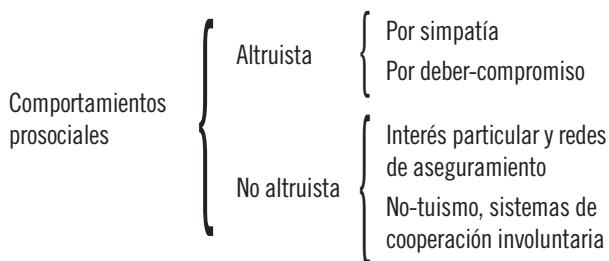 Comportamientos
prosociales
Altruista
Por simpatía
Por deber-compromiso
No altruista
Interés particular y redes
de aseguramiento
No-tuismo, sistemas de
cooperación involuntaria